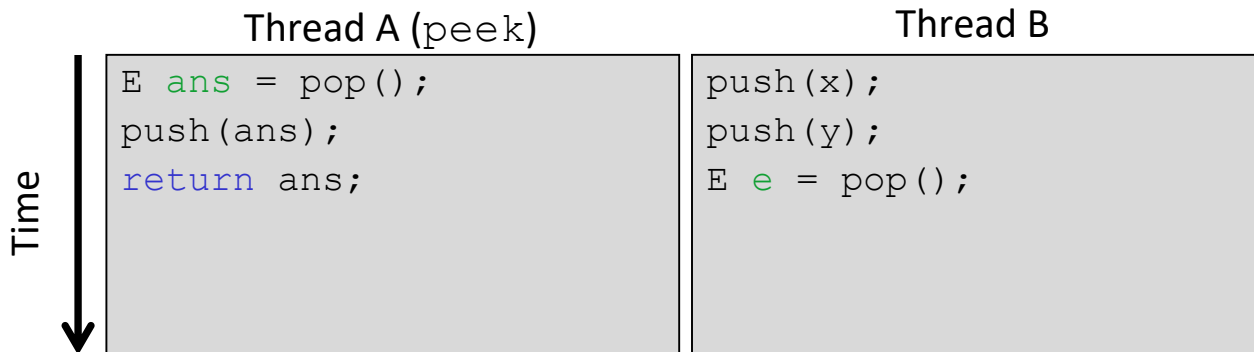 Thread A (peek)
E ans = pop();
push(ans);
return ans;
Thread B
push(x);
push(y);
E e = pop();
Time